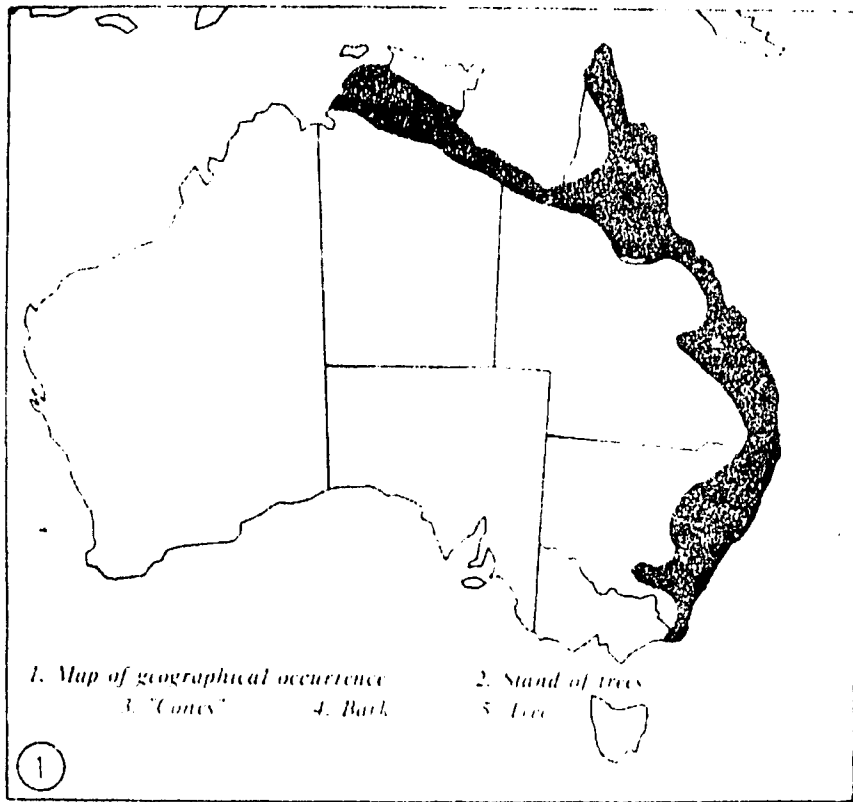 1. Map of geographical occurrence 2. Stand of trees
3. "Cones" 4. Bark 5. Tree
1